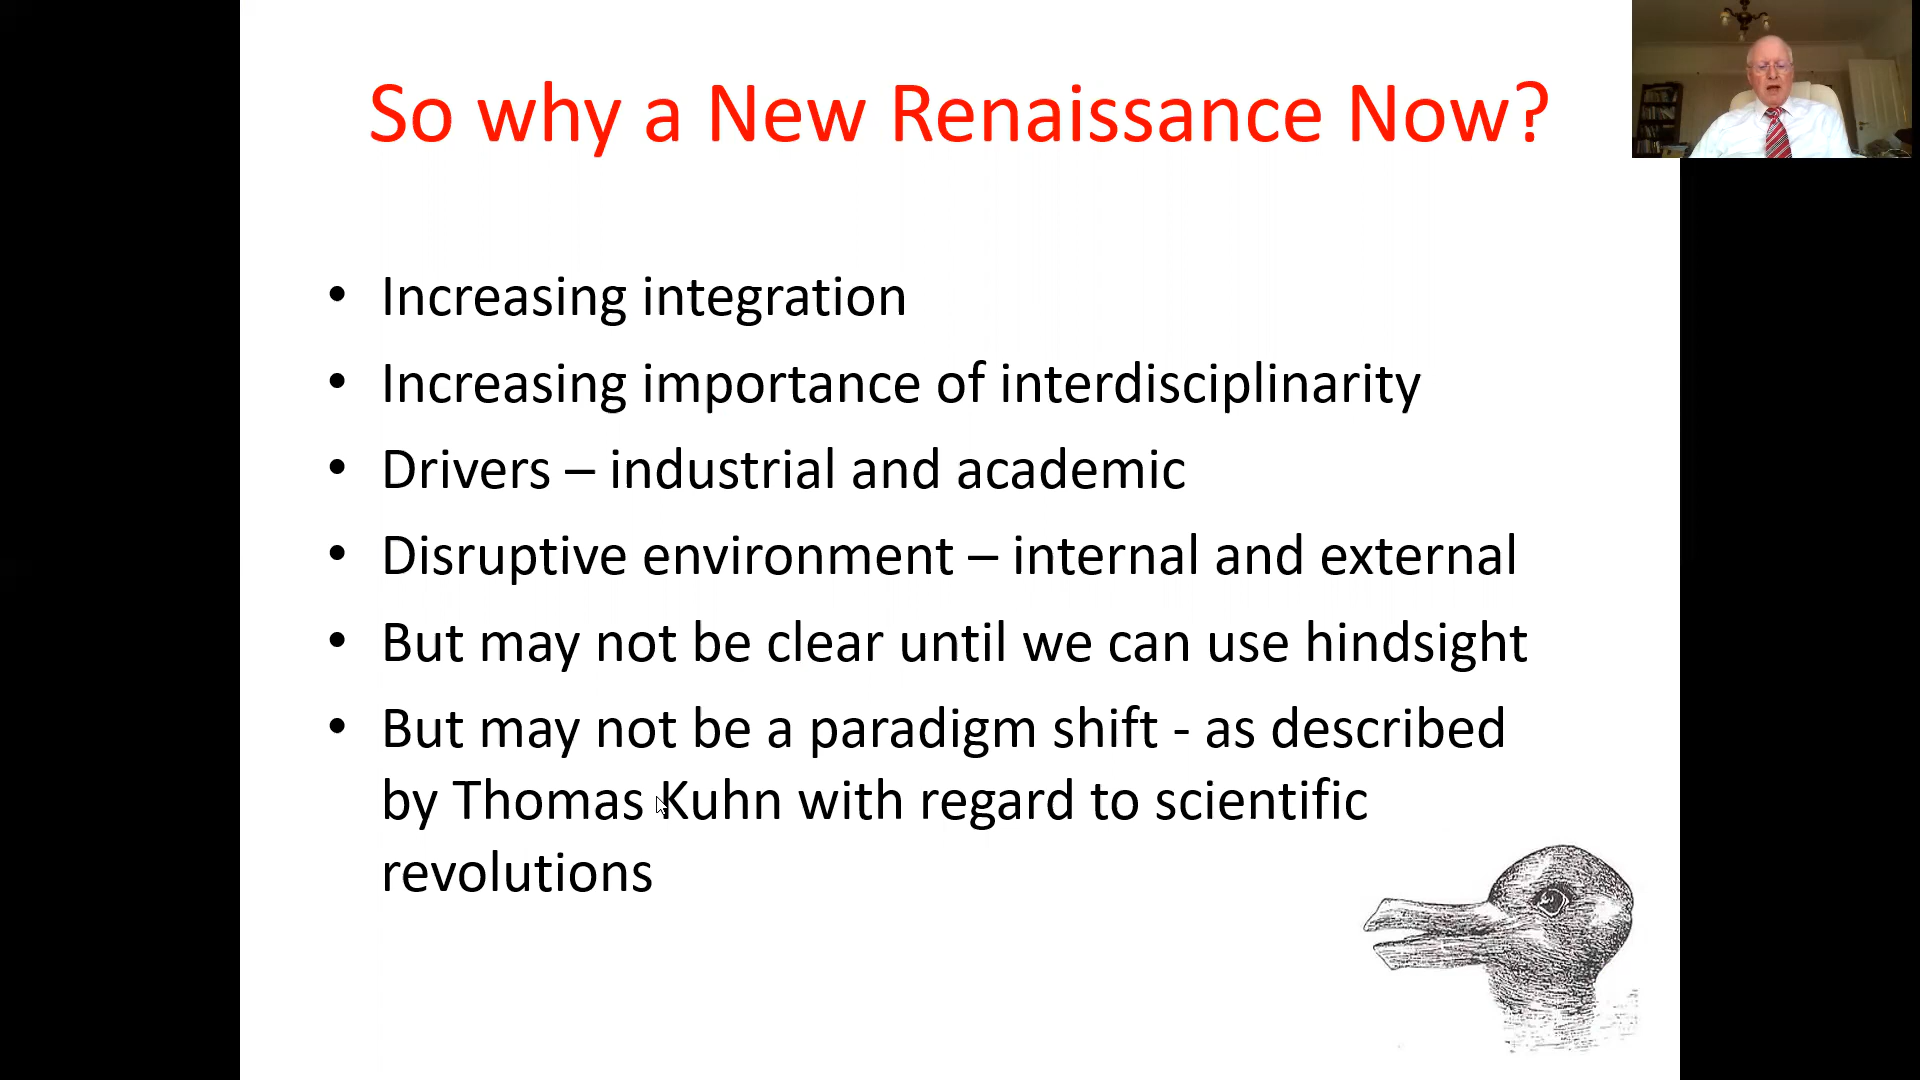 So why a New Renaissance Now?
• Increasing integration
• Increasing importance of interdisciplinarity
• Drivers – industrial and academic
• Disruptive environment – internal and external
• But may not be clear until we can use hindsight
• But may not be a paradigm shift - as described
by Thomas Kuhn with regard to scientific
revolutions